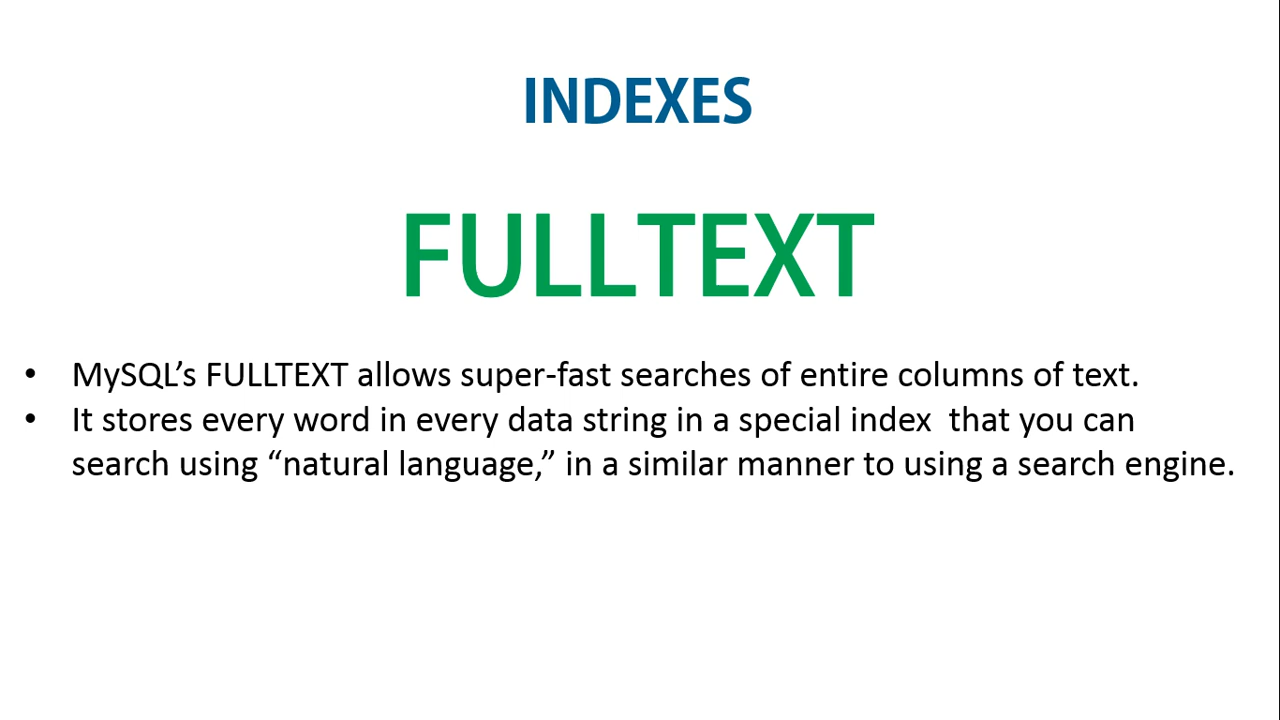 INDEXES
FULLTEXT
• MySQL’s FULLTEXT allows super-fast searches of entire columns of text.
• It stores every word in every data string in a special index  that you can
search using “natural language,” in a similar manner to using a search engine.